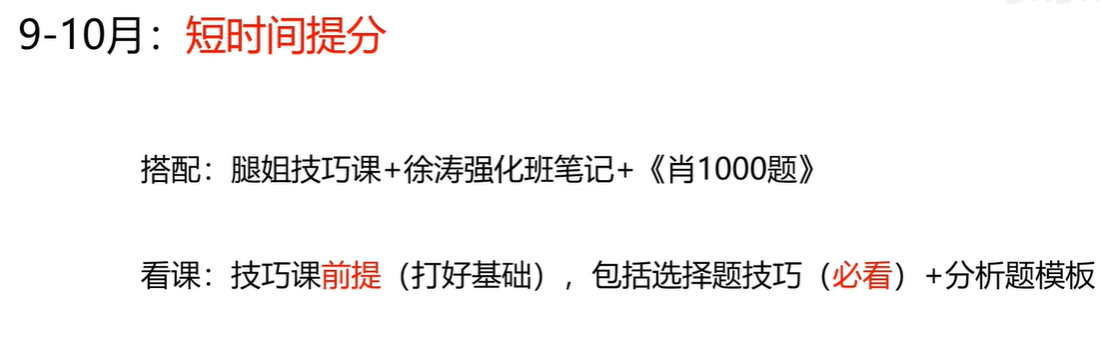 9-10月：短时间提分
搭配：腿姐技巧课+徐涛强化班笔记+《肖1000题》
看课：技巧课前提（打好基础），包括选择题技巧（必看）+分析题模板